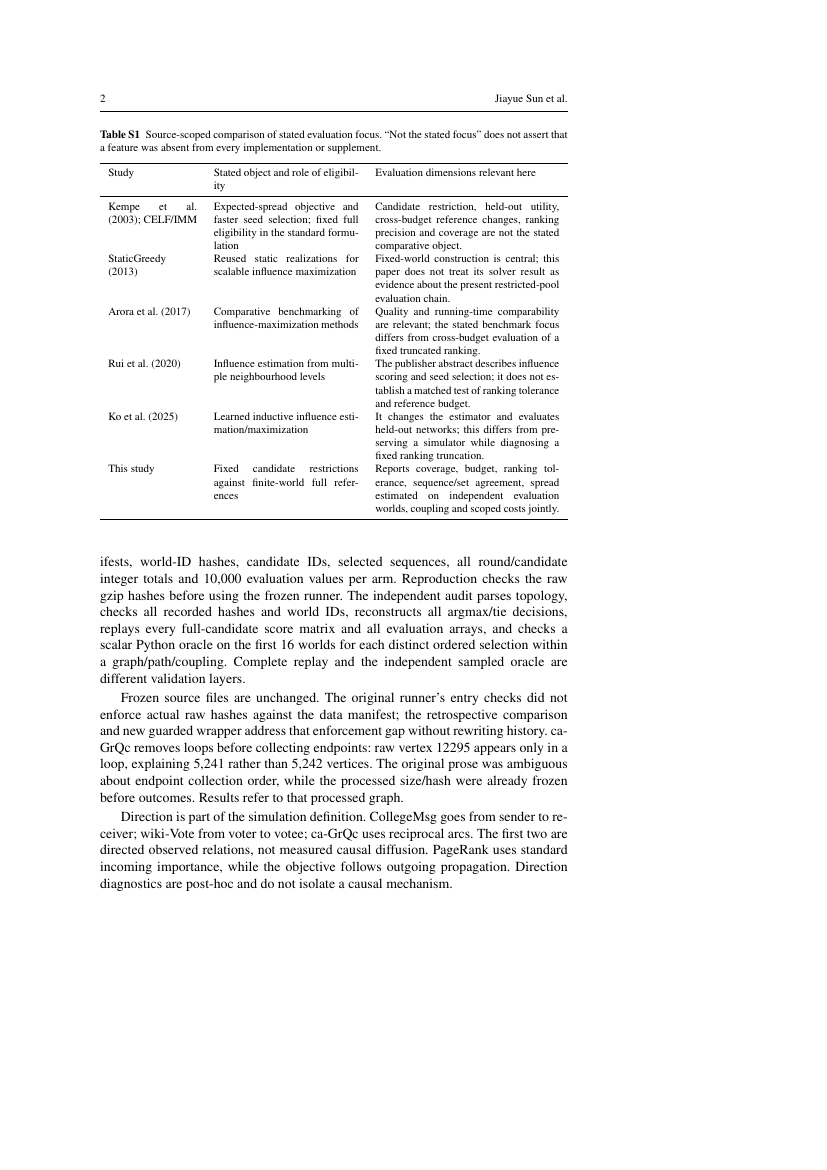 2 Jiayue Sun et al.
Table S1 Source-scoped comparison of stated evaluation focus. “Not the stated focus” does not assert that
a feature was absent from every implementation or supplement.
Study Stated object and role of eligibil- Evaluation dimensions relevant here
ity
Kempe et al. Expected-spread objective and Candidate restriction, held-out utility,
(2003); CELF/IMM faster seed selection; fixed full cross-budget reference changes, ranking
eligibility in the standard formu- precision and coverage are not the stated
lation comparative object.
StaticGreedy Reused static realizations for Fixed-world construction is central; this
(2013) scalable influence maximization paper does not treat its solver result as
evidence about the present restricted-pool
evaluation chain.
Arora et al. (2017) Comparative benchmarking of Quality and running-time comparability
influence-maximization methods are relevant; the stated benchmark focus
differs from cross-budget evaluation of a
fixed truncated ranking.
Rui et al. (2020) Influence estimation from multi- The publisher abstract describes influence
ple neighbourhood levels scoring and seed selection; it does not es-
tablish a matched test of ranking tolerance
and reference budget.
Ko et al. (2025) Learned inductive influence esti- It changes the estimator and evaluates
mation/maximization held-out networks; this differs from pre-
serving a simulator while diagnosing a
fixed ranking truncation.
This study Fixed candidate restrictions Reports coverage, budget, ranking tol-
against finite-world full refer- erance, sequence/set agreement, spread
ences estimated on independent evaluation
worlds, coupling and scoped costs jointly.
ifests, world-ID hashes, candidate IDs, selected sequences, all round/candidate
integer totals and 10,000 evaluation values per arm. Reproduction checks the raw
gzip hashes before using the frozen runner. The independent audit parses topology,
checks all recorded hashes and world IDs, reconstructs all argmax/tie decisions,
replays every full-candidate score matrix and all evaluation arrays, and checks a
scalar Python oracle on the first 16 worlds for each distinct ordered selection within
a graph/path/coupling. Complete replay and the independent sampled oracle are
different validation layers.
Frozen source files are unchanged. The original runner’s entry checks did not
enforce actual raw hashes against the data manifest; the retrospective comparison
and new guarded wrapper address that enforcement gap without rewriting history. ca-
GrQc removes loops before collecting endpoints: raw vertex 12295 appears only in a
loop, explaining 5,241 rather than 5,242 vertices. The original prose was ambiguous
about endpoint collection order, while the processed size/hash were already frozen
before outcomes. Results refer to that processed graph.
Direction is part of the simulation definition. CollegeMsg goes from sender to re-
ceiver; wiki-Vote from voter to votee; ca-GrQc uses reciprocal arcs. The first two are
directed observed relations, not measured causal diffusion. PageRank uses standard
incoming importance, while the objective follows outgoing propagation. Direction
diagnostics are post-hoc and do not isolate a causal mechanism.